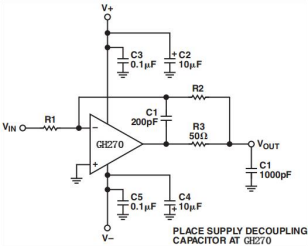 V+
C3
0.1µF
+
C2
10µF
R2
C1
200pF
R1
VIN
−
GH270
+
R3
50Ω
VOUT
C1
1000pF
C5
0.1µF
C4
+
10µF
V−
PLACE SUPPLY DECOUPLING
CAPACITOR AT GH270